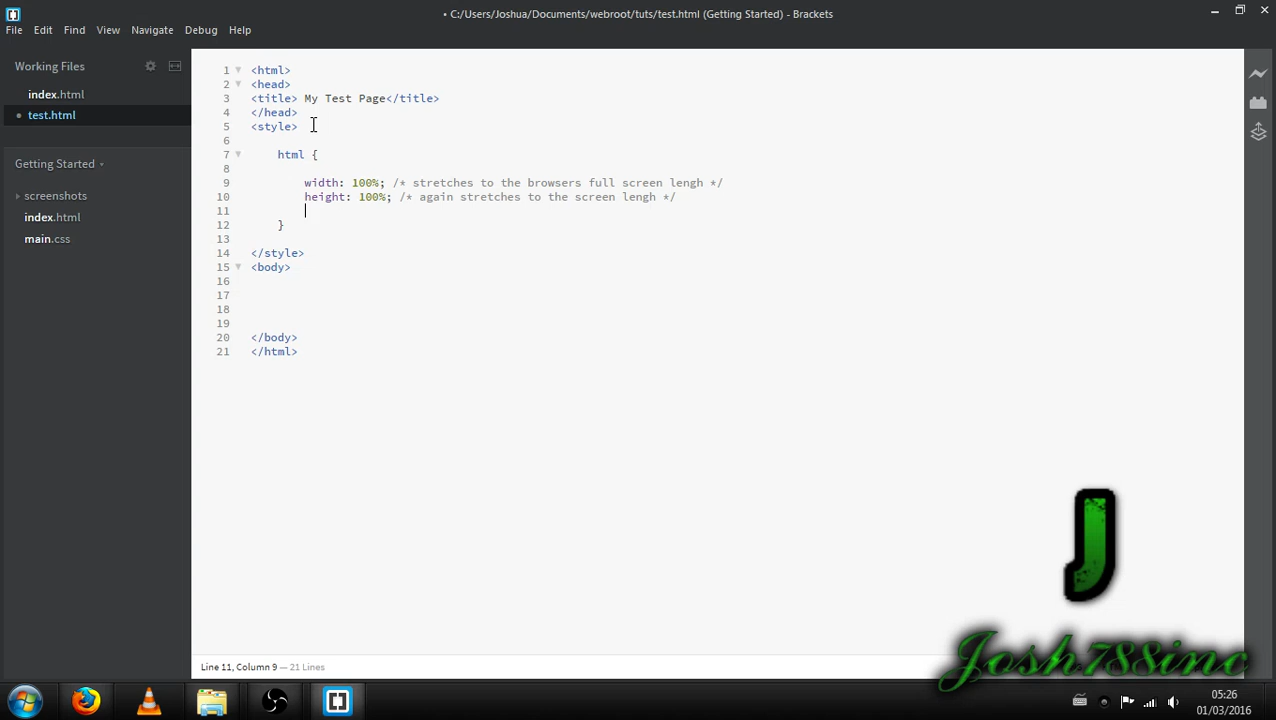 • C:/Users/Joshua/Documents/webroot/tuts/test.html (Getting Started) - Brackets
File Edit View Navigate Debug Help
Working Files
index.html
test.html
Getting Started
screenshots
index.html
main.css
1 <html>
2 <head>
3 <title> My Test Page</title>
4 </head>
5 <style>
6
7 html {
8
9 width: 100%; /* stretches to the browsers full screen lengh */
10 height: 100%; /* again stretches to the screen lengh */
11
12 }
13
14 </style>
15 <body>
16
17
18
19
20 </body>
21 </html>
J
Josh788inc
Line 11, Column 9 — 21 Lines
05:26
01/03/2016